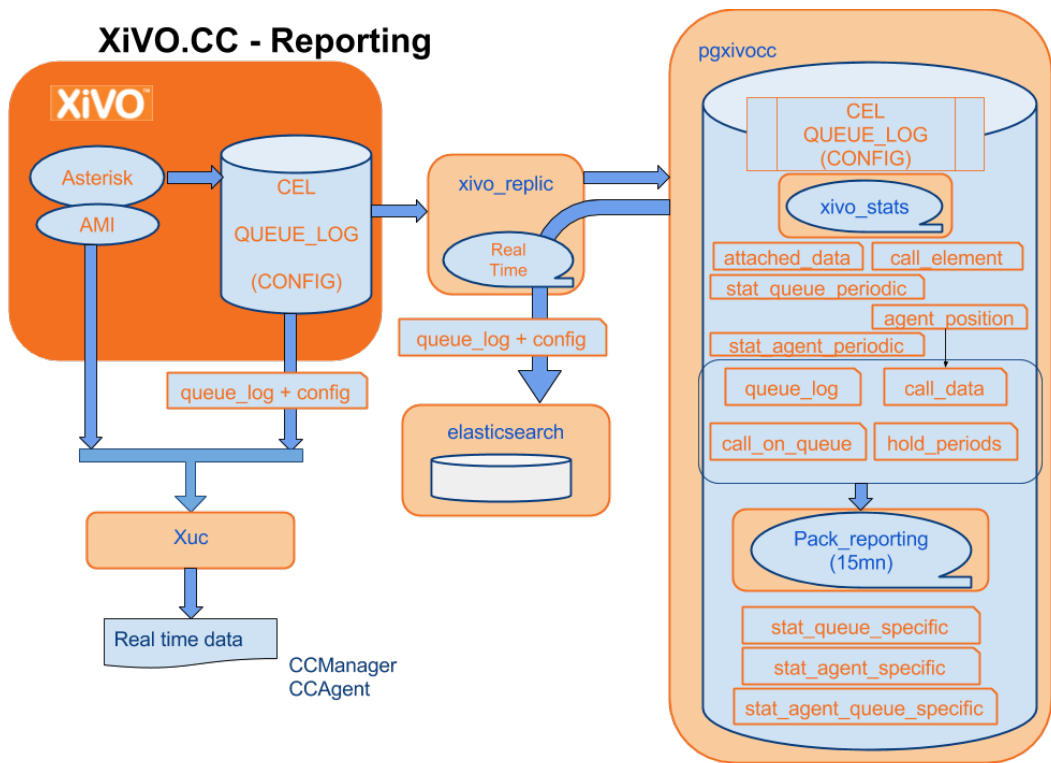 XiVO.CC - Reporting
XiVO™
Asterisk
AMI
CEL
QUEUE_LOG
(CONFIG)
queue_log + config
Xuc
Real time data
CCManager
CCAgent
xivo_replic
Real
Time
queue_log + config
elasticsearch
pgxivocc
CEL
QUEUE_LOG
(CONFIG)
xivo_stats
attached_data
call_element
stat_queue_periodic
agent_position
stat_agent_periodic
queue_log
call_data
call_on_queue
hold_periods
Pack_reporting
(15mn)
stat_queue_specific
stat_agent_specific
stat_agent_queue_specific